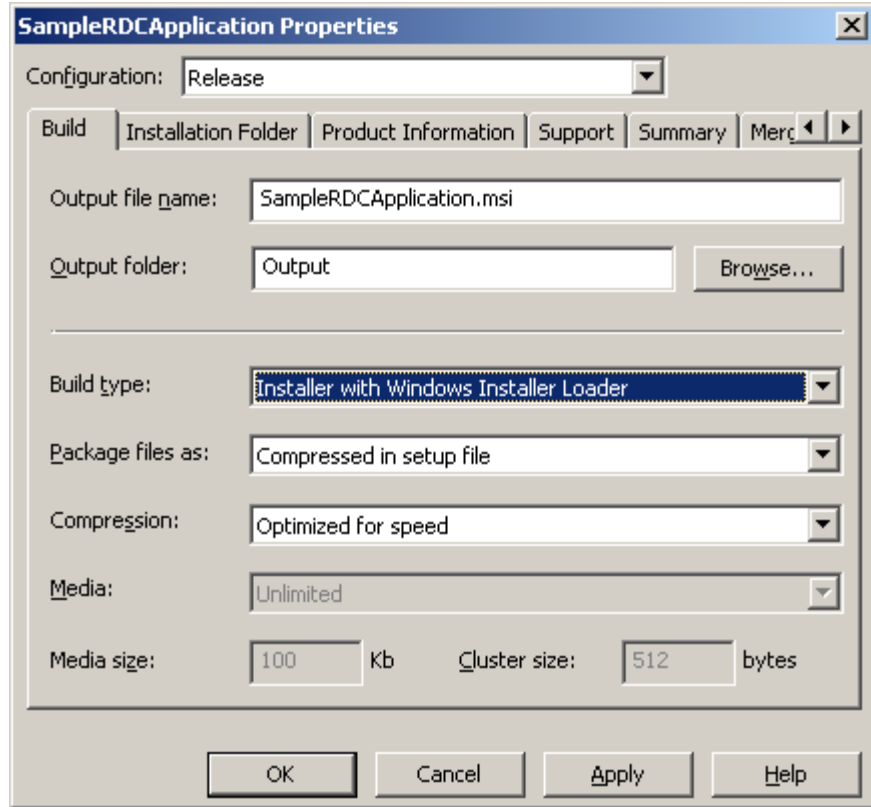 SampleRDCApplication Properties
Configuration: Release
Build Installation Folder Product Information Support Summary Merg
Output file name: SampleRDCApplication.msi
Output folder: Output Browse...
Build type: Installer with Windows Installer Loader
Package files as: Compressed in setup file
Compression: Optimized for speed
Media: Unlimited
Media size: 100 Kb Cluster size: 512 bytes
OK Cancel Apply Help